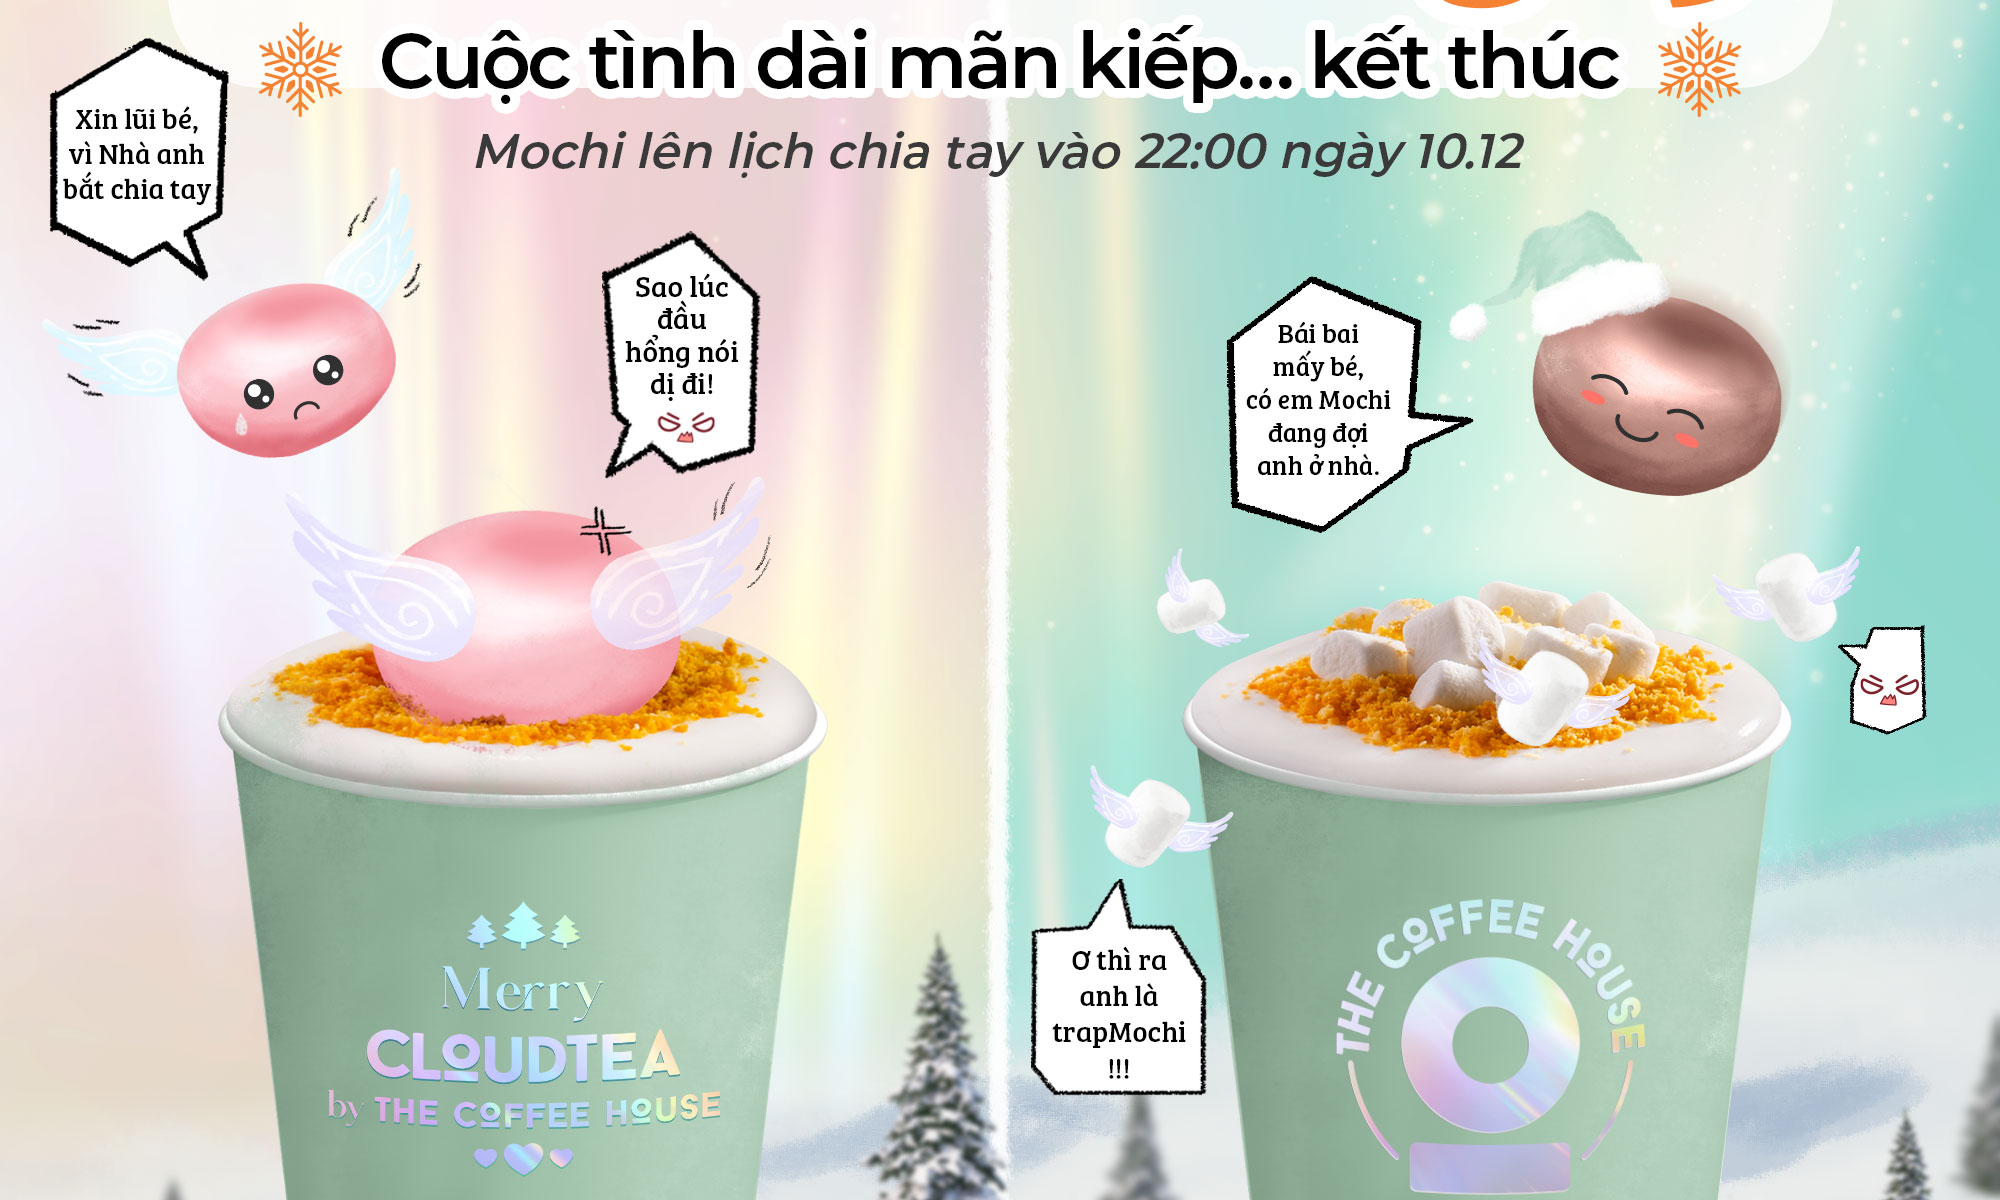 Cuộc tình dài mãn kiếp... kết thúc
Mochi lên lịch chia tay vào 22:00 ngày 10.12
Xin lũi bé,
vì Nhà anh
bắt chia tay
Sao lúc
đầu
hổng nói
dị đi!
Bái bai
mấy bé,
có em Mochi
đang đợi
anh ở nhà.
Ơ thì ra
anh là
trapMochi
!!!
Merry
CLOUDTEA
by THE COFFEE HOUSE
THE COFFEE HOUSE